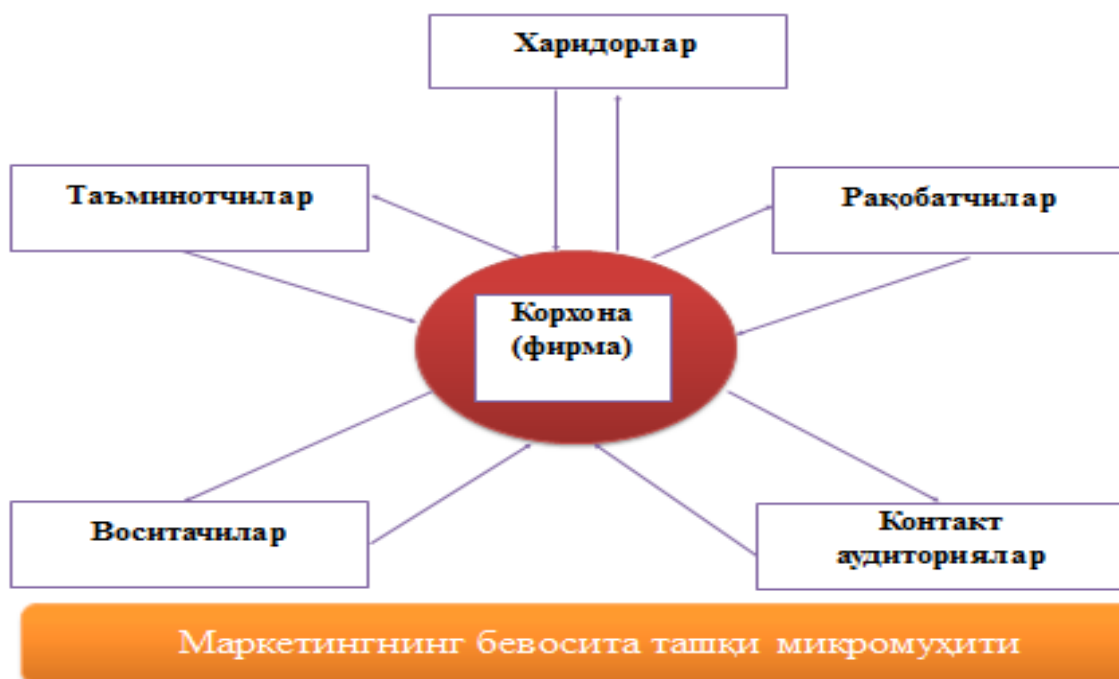 Харидорлар
Таъминотчилар
Рақобатчилар
Корхона
(фирма)
Воситачилар
Контакт
аудиториялар
Маркетингнинг бевосита ташқи микромуҳити